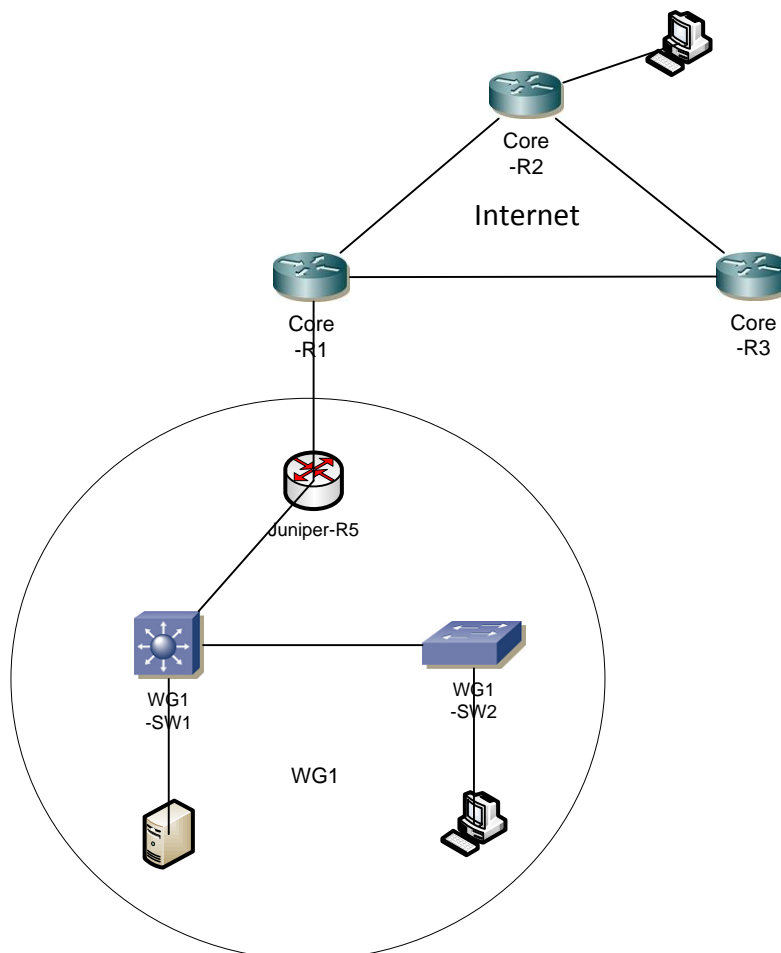 Core
-R2
Internet
Core
-R1
Core
-R3
Juniper-R5
WG1
-SW1
WG1
-SW2
WG1